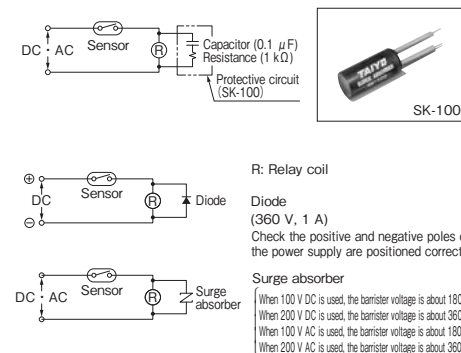 DC・AC
Sensor
R
Capacitor (0.1 μF)
Resistance (1 kΩ)
Protective circuit
(SK-100)
TAIYO
SK-100
⊕
DC
⊖
Sensor
R
Diode
R: Relay coil
Diode
(360 V, 1 A)
Check the positive and negative poles
the power supply are positioned correct
DC・AC
Sensor
R
Surge
absorber
Surge absorber
When 100 V DC is used, the barrister voltage is about 180
When 200 V DC is used, the barrister voltage is about 360
When 100 V AC is used, the barrister voltage is about 180
When 200 V AC is used, the barrister voltage is about 360